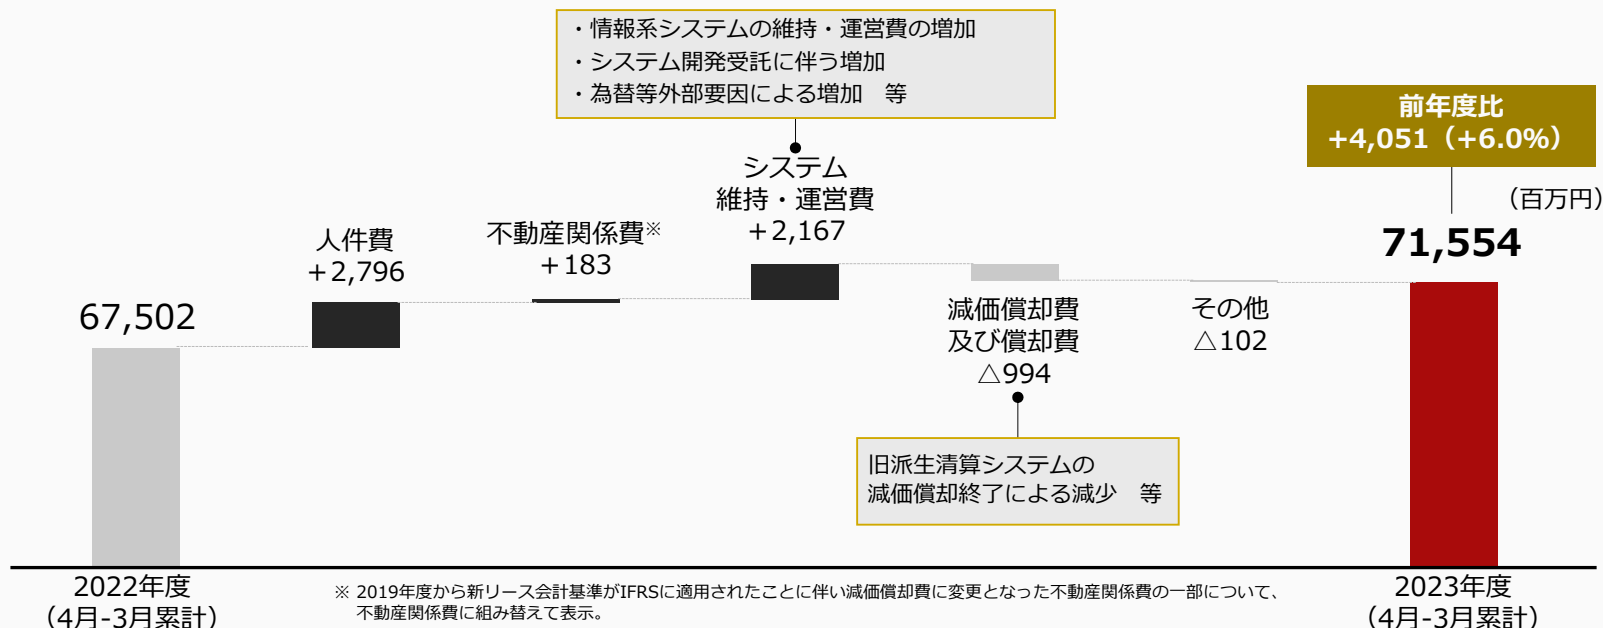 ・情報系システムの維持・運営費の増加
・システム開発受託に伴う増加
・為替等外部要因による増加　等
前年度比
+4,051（+6.0%）
（百万円）
システム
維持・運営費
＋2,167
人件費
＋2,796
不動産関係費※
＋183
67,502
71,554
減価償却費
及び償却費
△994
その他
△102
旧派生清算システムの
減価償却終了による減少　等
2022年度
（4月-3月累計）
※ 2019年度から新リース会計基準がIFRSに適用されたことに伴い減価償却費に変更となった不動産関係費の一部について、
不動産関係費に組み替えて表示。
2023年度
（4月-3月累計）